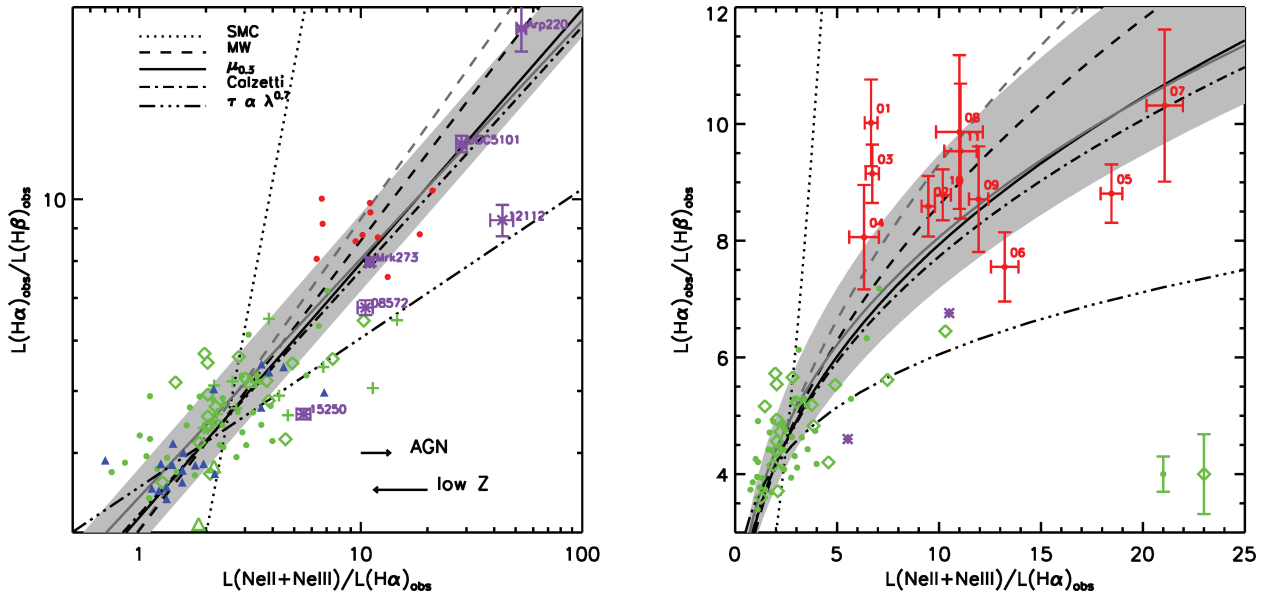 SMC
MW
μ0.3
Calzetti
τ α λ^0.7
Arp220
12112
Mrk273
08572
15250
AGN
low Z
10
1
10
100
L(Hα)obs/L(Hβ)obs
L(NeII+NeIII)/L(Hα)obs
12
10
8
6
4
01
03
04
08
02
10
09
07
05
06
0
5
10
15
20
25
L(Hα)obs/L(Hβ)obs
L(NeII+NeIII)/L(Hα)obs